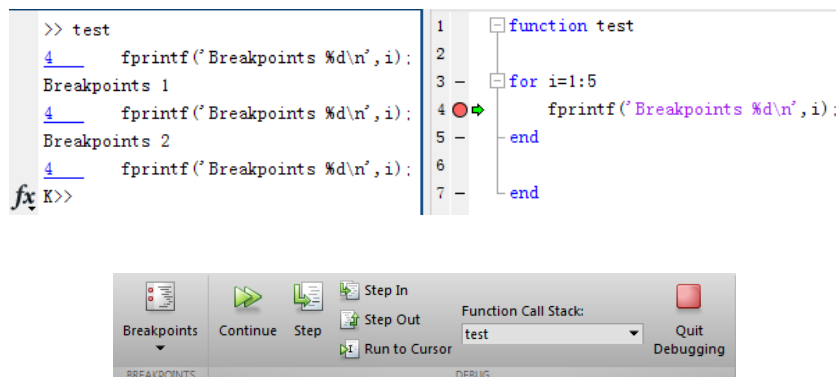 >> test
4 fprintf('Breakpoints %d\n',i);
Breakpoints 1
4 fprintf('Breakpoints %d\n',i);
Breakpoints 2
4 fprintf('Breakpoints %d\n',i);
fx K>>
1 function test
2
3 – for i=1:5
4 fprintf('Breakpoints %d\n',i);
5 – end
6
7 – end
Breakpoints
Continue
Step
Step In
Step Out
Run to Cursor
Function Call Stack:
test
Quit
Debugging
BREAKPOINTS
DEBUG